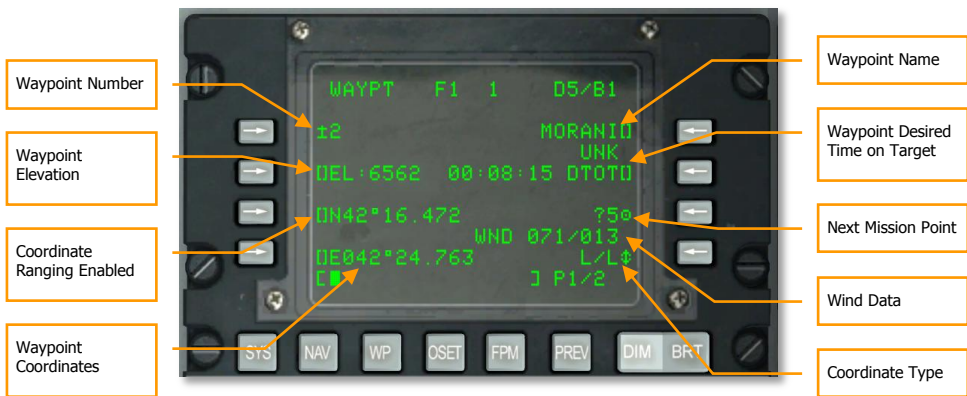 Waypoint Number
Waypoint
Elevation
Coordinate
Ranging Enabled
Waypoint
Coordinates
WAYPT F1 1 D5/B1
±2 MORANI[]
UNK
[]EL:6562 00:08:15 DTOT[]
[]N42°16.472 ?5⊙
WND 071/013
[]E042°24.763 L/L↕
[█ ] P1/2
SYS NAV WP OSET FPM PREV DIM BRT
Waypoint Name
Waypoint Desired
Time on Target
Next Mission Point
Wind Data
Coordinate Type